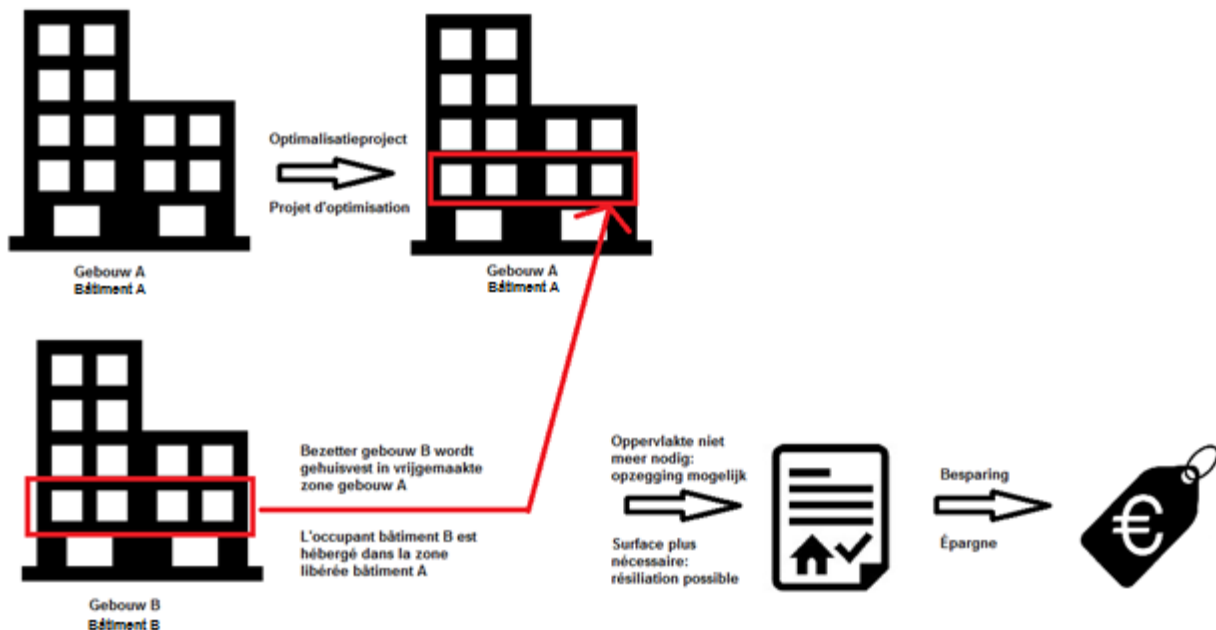 Optimalisatieproject
Projet d'optimisation
Gebouw A
Bâtiment A
Gebouw A
Bâtiment A
Bezetter gebouw B wordt
gehuisvest in vrijgemaakte
zone gebouw A
L'occupant bâtiment B est
hébergé dans la zone
libérée bâtiment A
Gebouw B
Bâtiment B
Oppervlakte niet
meer nodig:
opzegging mogelijk
Surface plus
nécessaire:
résiliation possible
Besparing
Épargne
€